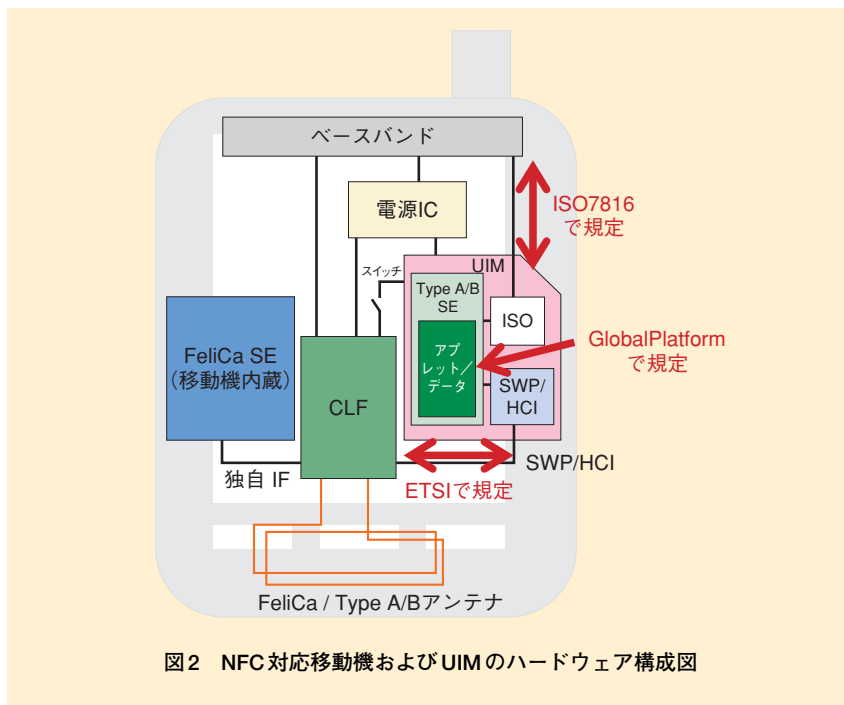 ベースバンド
電源IC
ISO7816
で規定
スイッチ
UIM
Type A/B
SE
ISO
アプ
レット／
データ
GlobalPlatform
で規定
FeliCa SE
（移動機内蔵）
CLF
SWP/
HCI
独自 IF
ETSIで規定
SWP/HCI
FeliCa / Type A/Bアンテナ
図2 NFC対応移動機およびUIMのハードウェア構成図